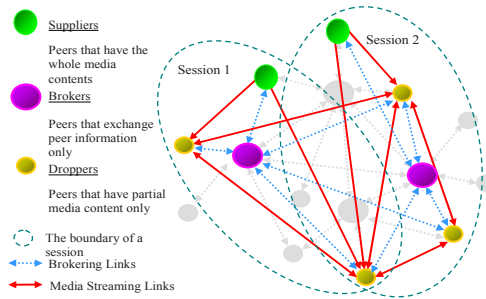 Suppliers
Peers that have the
whole media
contents
Brokers
Peers that exchange
peer information
only
Droppers
Peers that have partial
media content only
The boundary of a
session
Brokering Links
Media Streaming Links
Session 1
Session 2